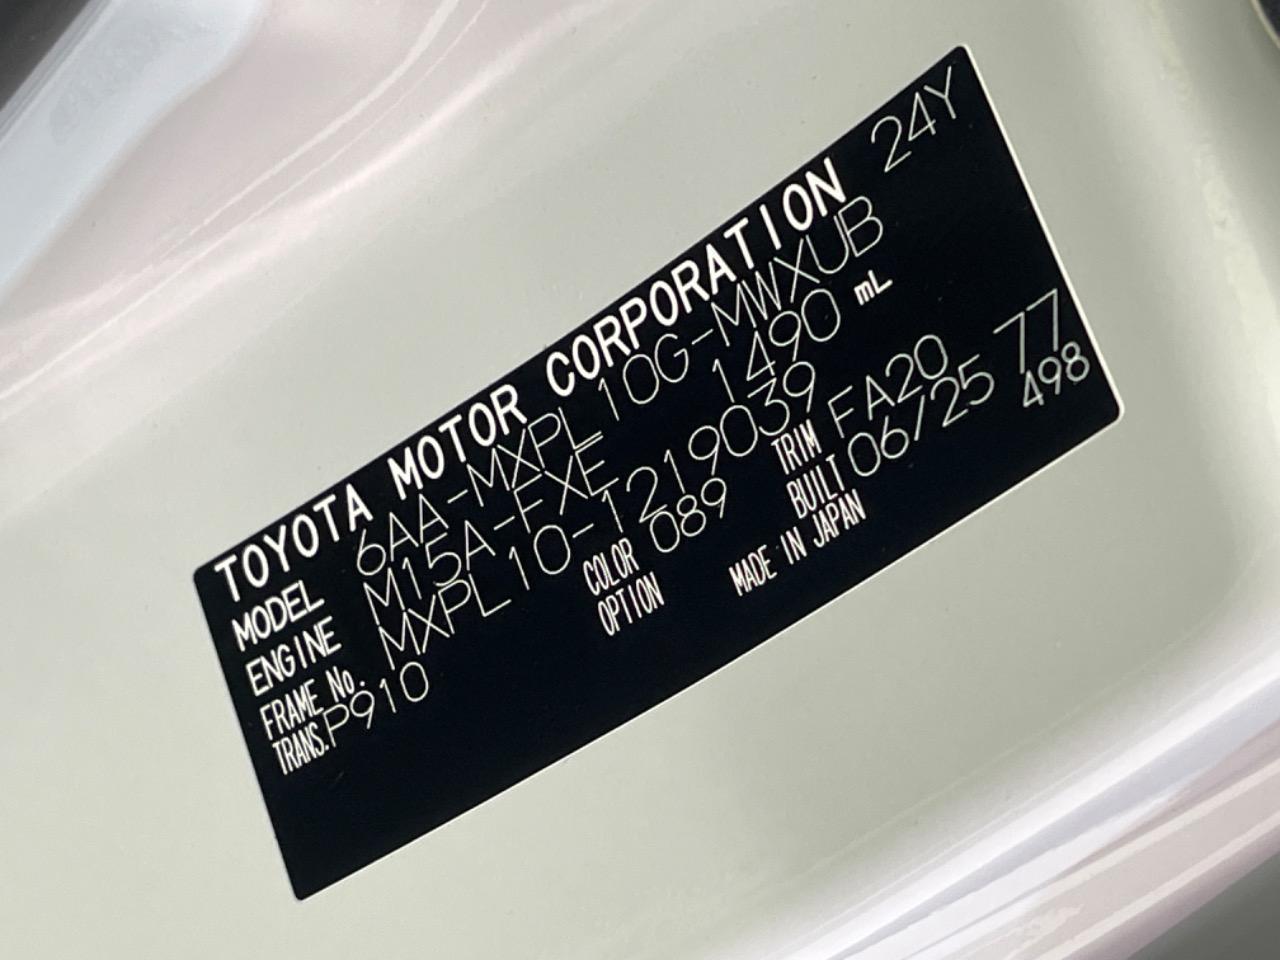 TOYOTA MOTOR CORPORATION 24Y
MODEL 6AA-MXPL10G-MWXUB
ENGINE M15A-FXE 1490 mL
FRAME No. MXPL10-1219039
TRANS. P910 COLOR 089 TRIM FA20 77
OPTION BUILT 06/25 498
MADE IN JAPAN